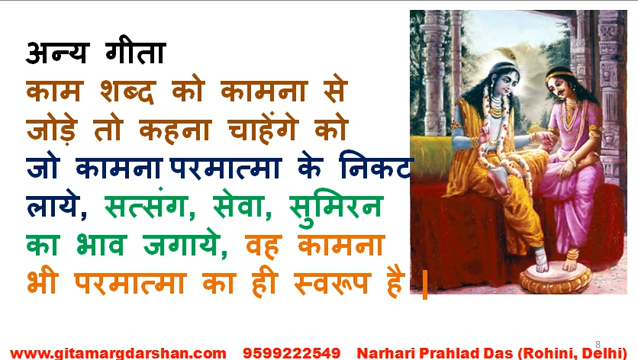 अन्य गीता
काम शब्द को कामना से
जोड़े तो कहना चाहेंगे को
जो कामना परमात्मा के निकट
लाये, सत्संग, सेवा, सुमिरन
का भाव जगाये, वह कामना
भी परमात्मा का ही स्वरूप है |
8
www.gitamargdarshan.com 9599222549 Narhari Prahlad Das (Rohini, Delhi)